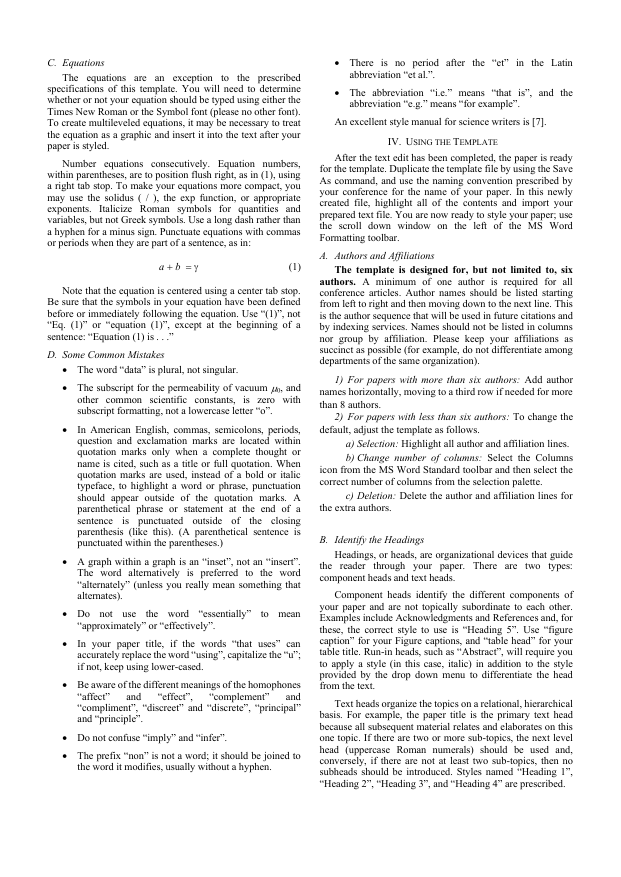 C. Equations
The equations are an exception to the prescribed
specifications of this template. You will need to determine
whether or not your equation should be typed using either the
Times New Roman or the Symbol font (please no other font).
To create multileveled equations, it may be necessary to treat
the equation as a graphic and insert it into the text after your
paper is styled.
Number equations consecutively. Equation numbers,
within parentheses, are to position flush right, as in (1), using
a right tab stop. To make your equations more compact, you
may use the solidus ( / ), the exp function, or appropriate
exponents. Italicize Roman symbols for quantities and
variables, but not Greek symbols. Use a long dash rather than
a hyphen for a minus sign. Punctuate equations with commas
or periods when they are part of a sentence, as in:
a + b = γ (1)
Note that the equation is centered using a center tab stop.
Be sure that the symbols in your equation have been defined
before or immediately following the equation. Use “(1)”, not
“Eq. (1)” or “equation (1)”, except at the beginning of a
sentence: “Equation (1) is . . .”
D. Some Common Mistakes
• The word “data” is plural, not singular.
• The subscript for the permeability of vacuum μ0, and
other common scientific constants, is zero with
subscript formatting, not a lowercase letter “o”.
• In American English, commas, semicolons, periods,
question and exclamation marks are located within
quotation marks only when a complete thought or
name is cited, such as a title or full quotation. When
quotation marks are used, instead of a bold or italic
typeface, to highlight a word or phrase, punctuation
should appear outside of the quotation marks. A
parenthetical phrase or statement at the end of a
sentence is punctuated outside of the closing
parenthesis (like this). (A parenthetical sentence is
punctuated within the parentheses.)
• A graph within a graph is an “inset”, not an “insert”.
The word alternatively is preferred to the word
“alternately” (unless you really mean something that
alternates).
• Do not use the word “essentially” to mean
“approximately” or “effectively”.
• In your paper title, if the words “that uses” can
accurately replace the word “using”, capitalize the “u”;
if not, keep using lower-cased.
• Be aware of the different meanings of the homophones
“affect” and “effect”, “complement” and
“compliment”, “discreet” and “discrete”, “principal”
and “principle”.
• Do not confuse “imply” and “infer”.
• The prefix “non” is not a word; it should be joined to
the word it modifies, usually without a hyphen.
• There is no period after the “et” in the Latin
abbreviation “et al.”.
• The abbreviation “i.e.” means “that is”, and the
abbreviation “e.g.” means “for example”.
An excellent style manual for science writers is [7].
IV. USING THE TEMPLATE
After the text edit has been completed, the paper is ready
for the template. Duplicate the template file by using the Save
As command, and use the naming convention prescribed by
your conference for the name of your paper. In this newly
created file, highlight all of the contents and import your
prepared text file. You are now ready to style your paper; use
the scroll down window on the left of the MS Word
Formatting toolbar.
A. Authors and Affiliations
The template is designed for, but not limited to, six
authors. A minimum of one author is required for all
conference articles. Author names should be listed starting
from left to right and then moving down to the next line. This
is the author sequence that will be used in future citations and
by indexing services. Names should not be listed in columns
nor group by affiliation. Please keep your affiliations as
succinct as possible (for example, do not differentiate among
departments of the same organization).
1) For papers with more than six authors: Add author
names horizontally, moving to a third row if needed for more
than 8 authors.
2) For papers with less than six authors: To change the
default, adjust the template as follows.
a) Selection: Highlight all author and affiliation lines.
b) Change number of columns: Select the Columns
icon from the MS Word Standard toolbar and then select the
correct number of columns from the selection palette.
c) Deletion: Delete the author and affiliation lines for
the extra authors.
B. Identify the Headings
Headings, or heads, are organizational devices that guide
the reader through your paper. There are two types:
component heads and text heads.
Component heads identify the different components of
your paper and are not topically subordinate to each other.
Examples include Acknowledgments and References and, for
these, the correct style to use is “Heading 5”. Use “figure
caption” for your Figure captions, and “table head” for your
table title. Run-in heads, such as “Abstract”, will require you
to apply a style (in this case, italic) in addition to the style
provided by the drop down menu to differentiate the head
from the text.
Text heads organize the topics on a relational, hierarchical
basis. For example, the paper title is the primary text head
because all subsequent material relates and elaborates on this
one topic. If there are two or more sub-topics, the next level
head (uppercase Roman numerals) should be used and,
conversely, if there are not at least two sub-topics, then no
subheads should be introduced. Styles named “Heading 1”,
“Heading 2”, “Heading 3”, and “Heading 4” are prescribed.